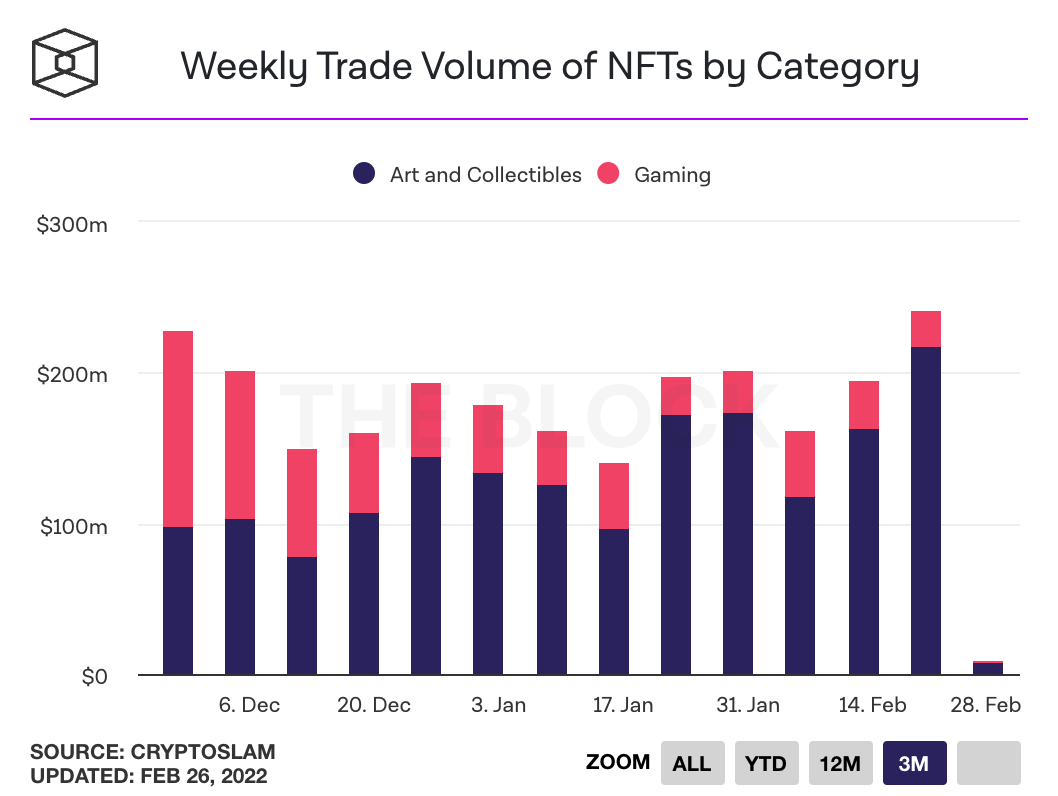 Weekly Trade Volume of NFTs by Category
Art and Collectibles Gaming
$300m
$200m
THE BLOCK
$100m
$0
6. Dec 20. Dec 3. Jan 17. Jan 31. Jan 14. Feb 28. Feb
SOURCE: CRYPTOSLAM
UPDATED: FEB 26, 2022
ZOOM ALL YTD 12M 3M